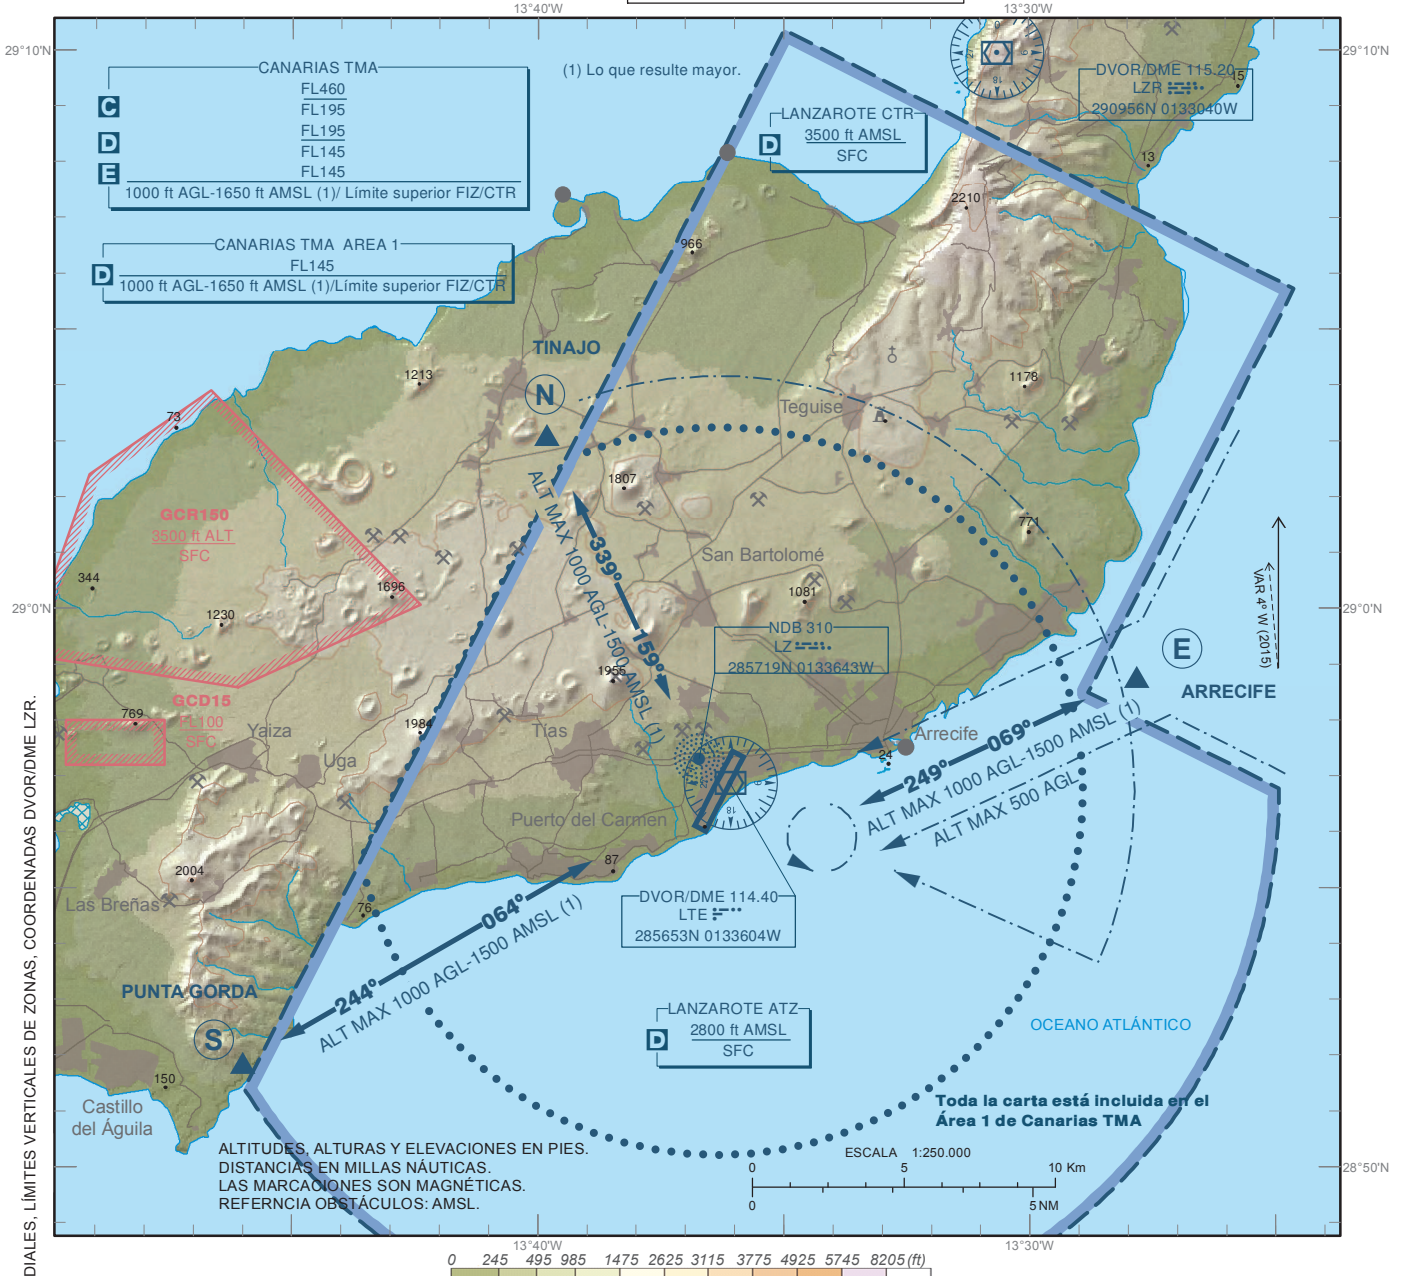 13°40'W
13°30'W
29°10'N
29°10'N
CANARIAS TMA
C
FL460
FL195
D
FL195
FL145
E
FL145
1000 ft AGL-1650 ft AMSL (1)/ Límite superior FIZ/CTR
(1) Lo que resulte mayor.
LANZAROTE CTR
D
3500 ft AMSL
SFC
DVOR/DME 115.20
LZR
290956N 0133040W
15
13
2210
966
CANARIAS TMA AREA 1
D
FL145
1000 ft AGL-1650 ft AMSL (1)/Límite superior FIZ/CTR
TINAJO
N
1213
1178
Teguise
73
1807
ALT MAX 1000 AGL-1500 AMSL (1)
339°
159°
GCR150
3500 ft ALT
SFC
771
San Bartolomé
344
1696
1081
1230
29°0'N
29°0'N
VAR 4° W (2015)
NDB 310
LZ
285719N 0133643W
E
ARRECIFE
1955
GCD15
FL100
SFC
769
Yaiza
1984
Tías
Uga
Arrecife
24
249°
069°
ALT MAX 1000 AGL-1500 AMSL (1)
ALT MAX 500 AGL
18
Puerto del Carmen
87
2004
Las Breñas
76
DVOR/DME 114.40
LTE
285653N 0133604W
244°
064°
ALT MAX 1000 AGL-1500 AMSL (1)
PUNTA GORDA
S
LANZAROTE ATZ
D
2800 ft AMSL
SFC
OCEANO ATLÁNTICO
150
Castillo
del Águila
Toda la carta está incluida en el
Área 1 de Canarias TMA
ALTITUDES, ALTURAS Y ELEVACIONES EN PIES.
DISTANCIAS EN MILLAS NÁUTICAS.
LAS MARCACIONES SON MAGNÉTICAS.
REFERNCIA OBSTÁCULOS: AMSL.
ESCALA 1:250.000
0 5 10 Km
0 5 NM
28°50'N
13°40'W
13°30'W
0 245 495 985 1475 2625 3115 3775 4925 5745 8205 (ft)
DIALES, LÍMITES VERTICALES DE ZONAS, COORDENADAS DVOR/DME LZR.